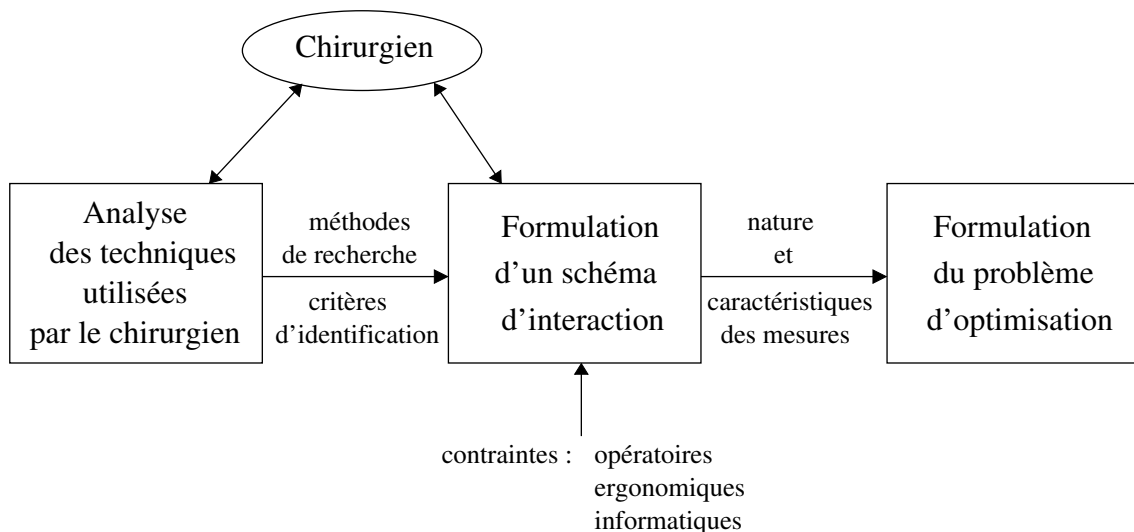 Chirurgien
Analyse
des techniques
utilisées
par le chirurgien
méthodes
de recherche
critères
d’identification
Formulation
d’un schéma
d’interaction
nature
et
caractéristiques
des mesures
Formulation
du problème
d’optimisation
contraintes : opératoires
ergonomiques
informatiques